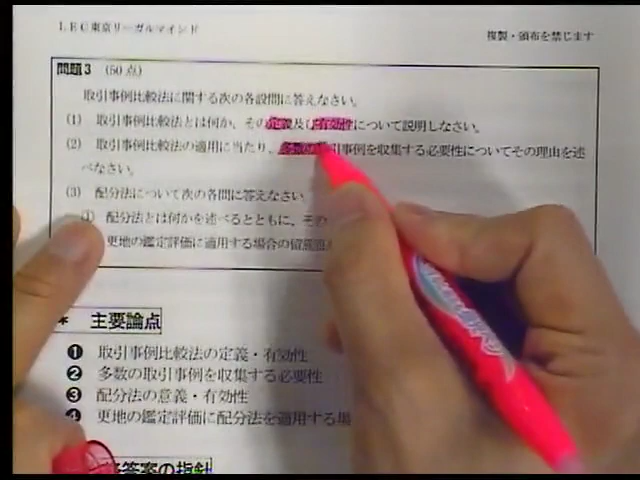 LEC東京リーガルマインド
複製・頒布を禁じます
問題3 (50点)
取引事例比較法に関する次の各設問に答えなさい。
(1) 取引事例比較法とは何か、その定義及び有効性について説明しなさい。
(2) 取引事例比較法の適用に当たり、多数の取引事例を収集する必要性についてその理由を述
べなさい。
(3) 配分法について次の各問に答えなさい
① 配分法とは何かを述べるとともに、その
更地の鑑定評価に適用する場合の留意点
* 主要論点
❶ 取引事例比較法の定義・有効性
❷ 多数の取引事例を収集する必要性
❸ 配分法の意義・有効性
❹ 更地の鑑定評価に配分法を適用する場
答案の指針